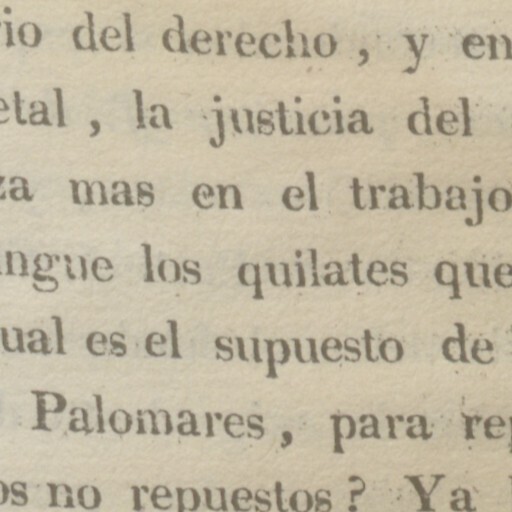 io del derecho, y en
etal, la justicia del
za mas en el trabajo
ngue los quilates que
ual es el supuesto de
Palomares, para rep
os no repuestos? Ya